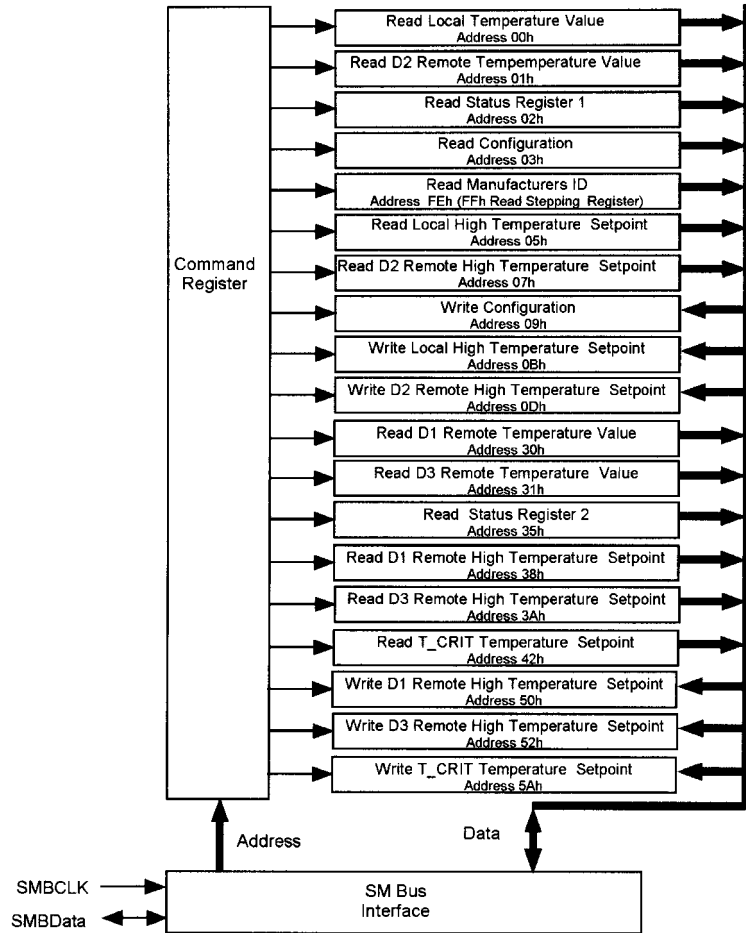 Read Local Temperature Value
Address 00h
Read D2 Remote Tempemperature Value
Address 01h
Read Status Register 1
Address 02h
Read Configuration
Address 03h
Read Manufacturers ID
Address FEh (FFh Read Stepping Register)
Read Local High Temperature Setpoint
Address 05h
Command
Register
Read D2 Remote High Temperature Setpoint
Address 07h
Write Configuration
Address 09h
Write Local High Temperature Setpoint
Address 0Bh
Write D2 Remote High Temperature Setpoint
Address 0Dh
Read D1 Remote Temperature Value
Address 30h
Read D3 Remote Temperature Value
Address 31h
Read Status Register 2
Address 35h
Read D1 Remote High Temperature Setpoint
Address 38h
Read D3 Remote High Temperature Setpoint
Address 3Ah
Read T_CRIT Temperature Setpoint
Address 42h
Write D1 Remote High Temperature Setpoint
Address 50h
Write D3 Remote High Temperature Setpoint
Address 52h
Write T_CRIT Temperature Setpoint
Address 5Ah
Address
Data
SMBCLK
SMBData
SM Bus
Interface